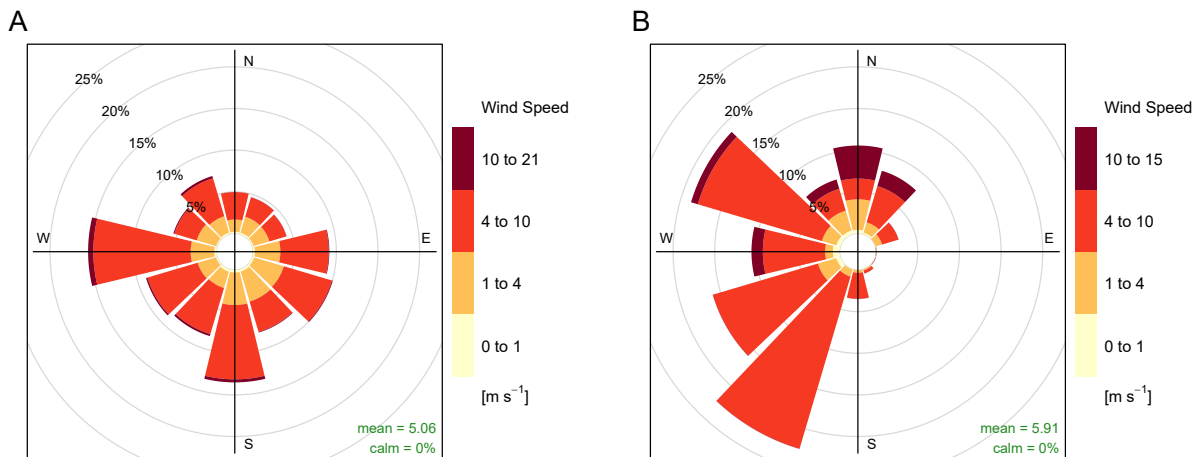 A
25%
20%
15%
10%
5%
N
W
E
S
mean = 5.06
calm = 0%
Wind Speed
10 to 21
4 to 10
1 to 4
0 to 1
[m s⁻¹]
B
25%
20%
15%
10%
5%
N
W
E
S
mean = 5.91
calm = 0%
Wind Speed
10 to 15
4 to 10
1 to 4
0 to 1
[m s⁻¹]